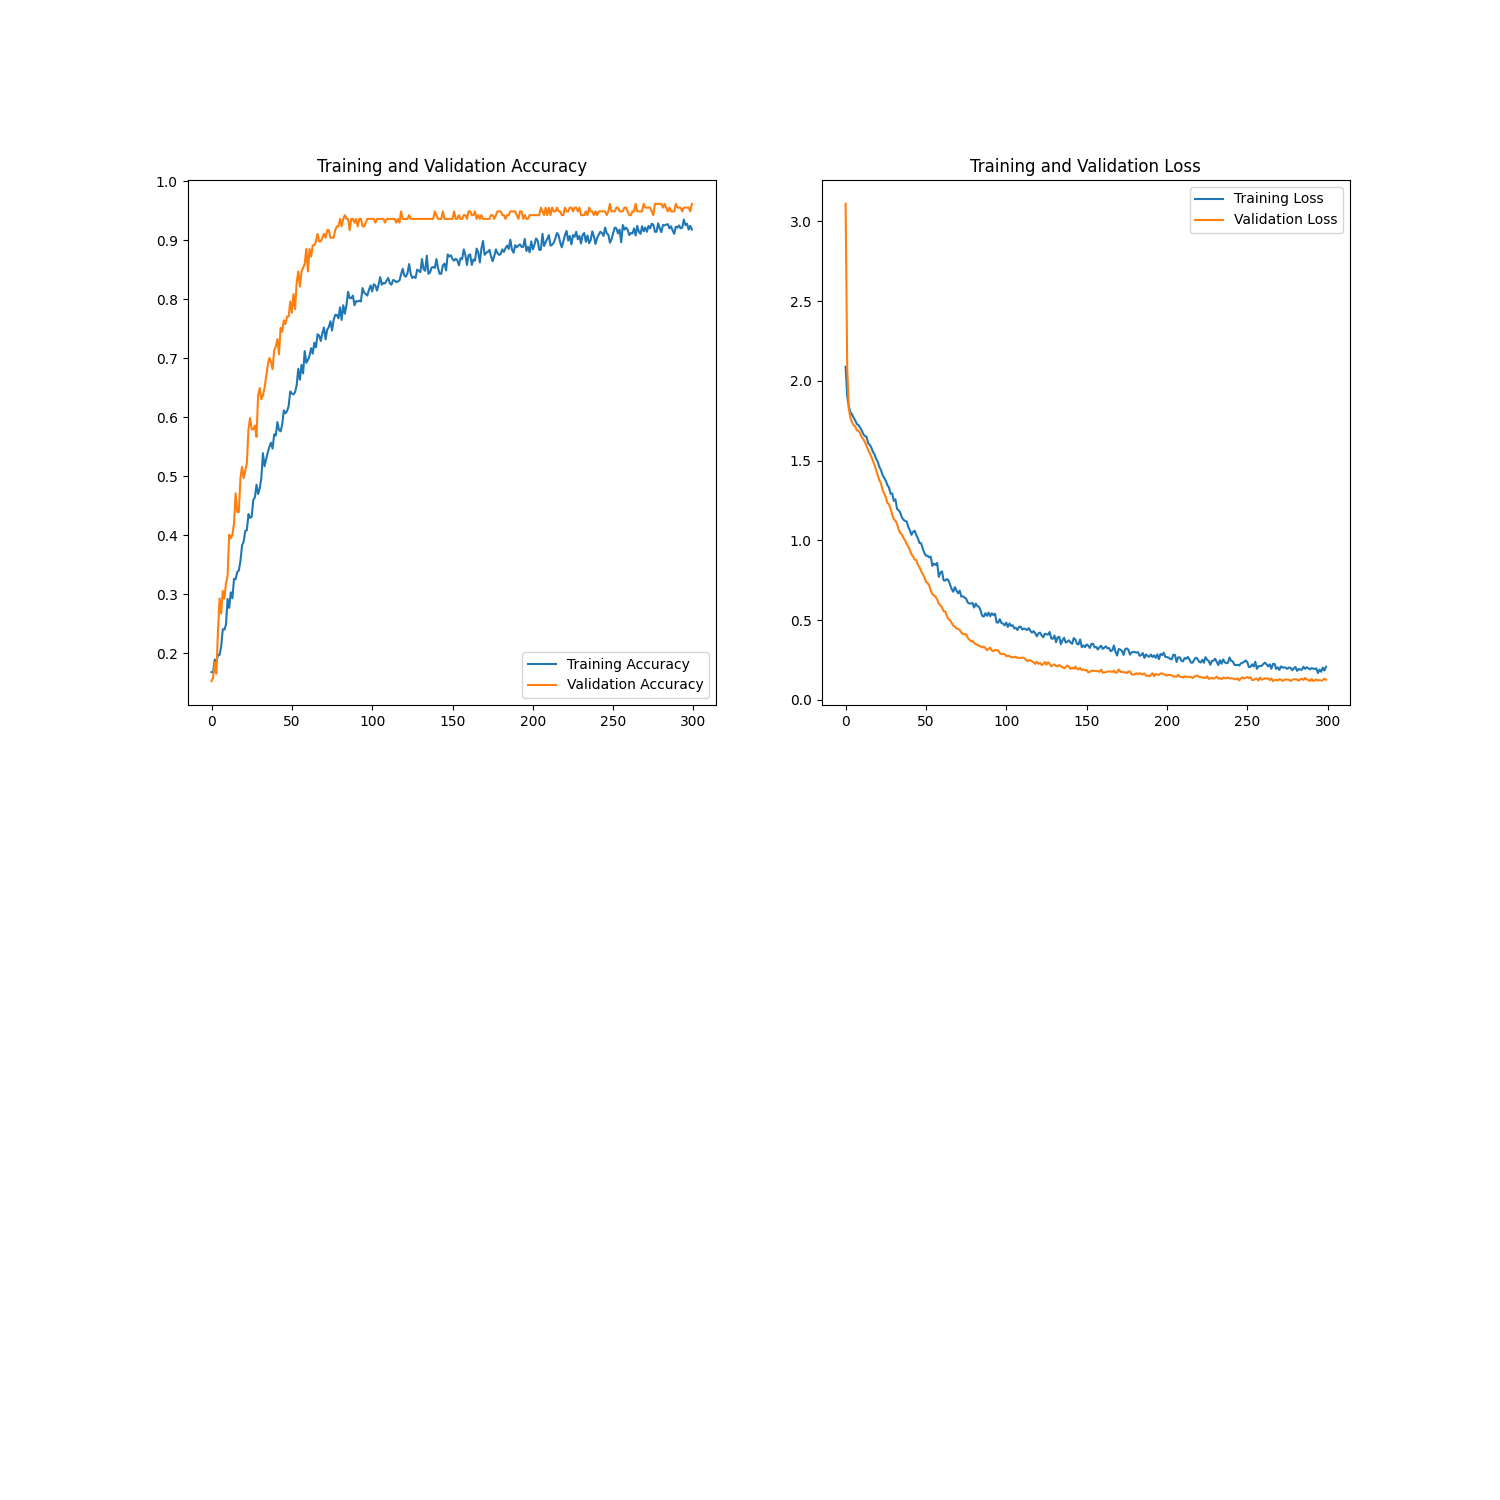 Training and Validation Accuracy
1.0
0.9
0.8
0.7
0.6
0.5
0.4
0.3
0.2
0 50 100 150 200 250 300
Training Accuracy
Validation Accuracy
Training and Validation Loss
3.0
2.5
2.0
1.5
1.0
0.5
0.0
0 50 100 150 200 250 300
Training Loss
Validation Loss